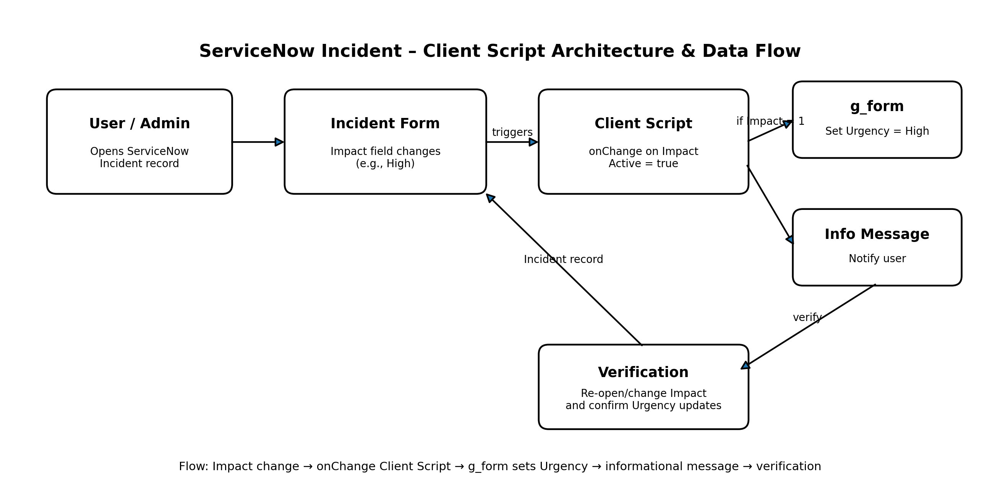 ServiceNow Incident – Client Script Architecture & Data Flow
User / Admin
Opens ServiceNow
Incident record
Incident Form
Impact field changes
(e.g., High)
triggers
Client Script
onChange on Impact
Active = true
if Impact = 1
g_form
Set Urgency = High
Info Message
Notify user
Incident record
verify
Verification
Re-open/change Impact
and confirm Urgency updates
Flow: Impact change → onChange Client Script → g_form sets Urgency → informational message → verification